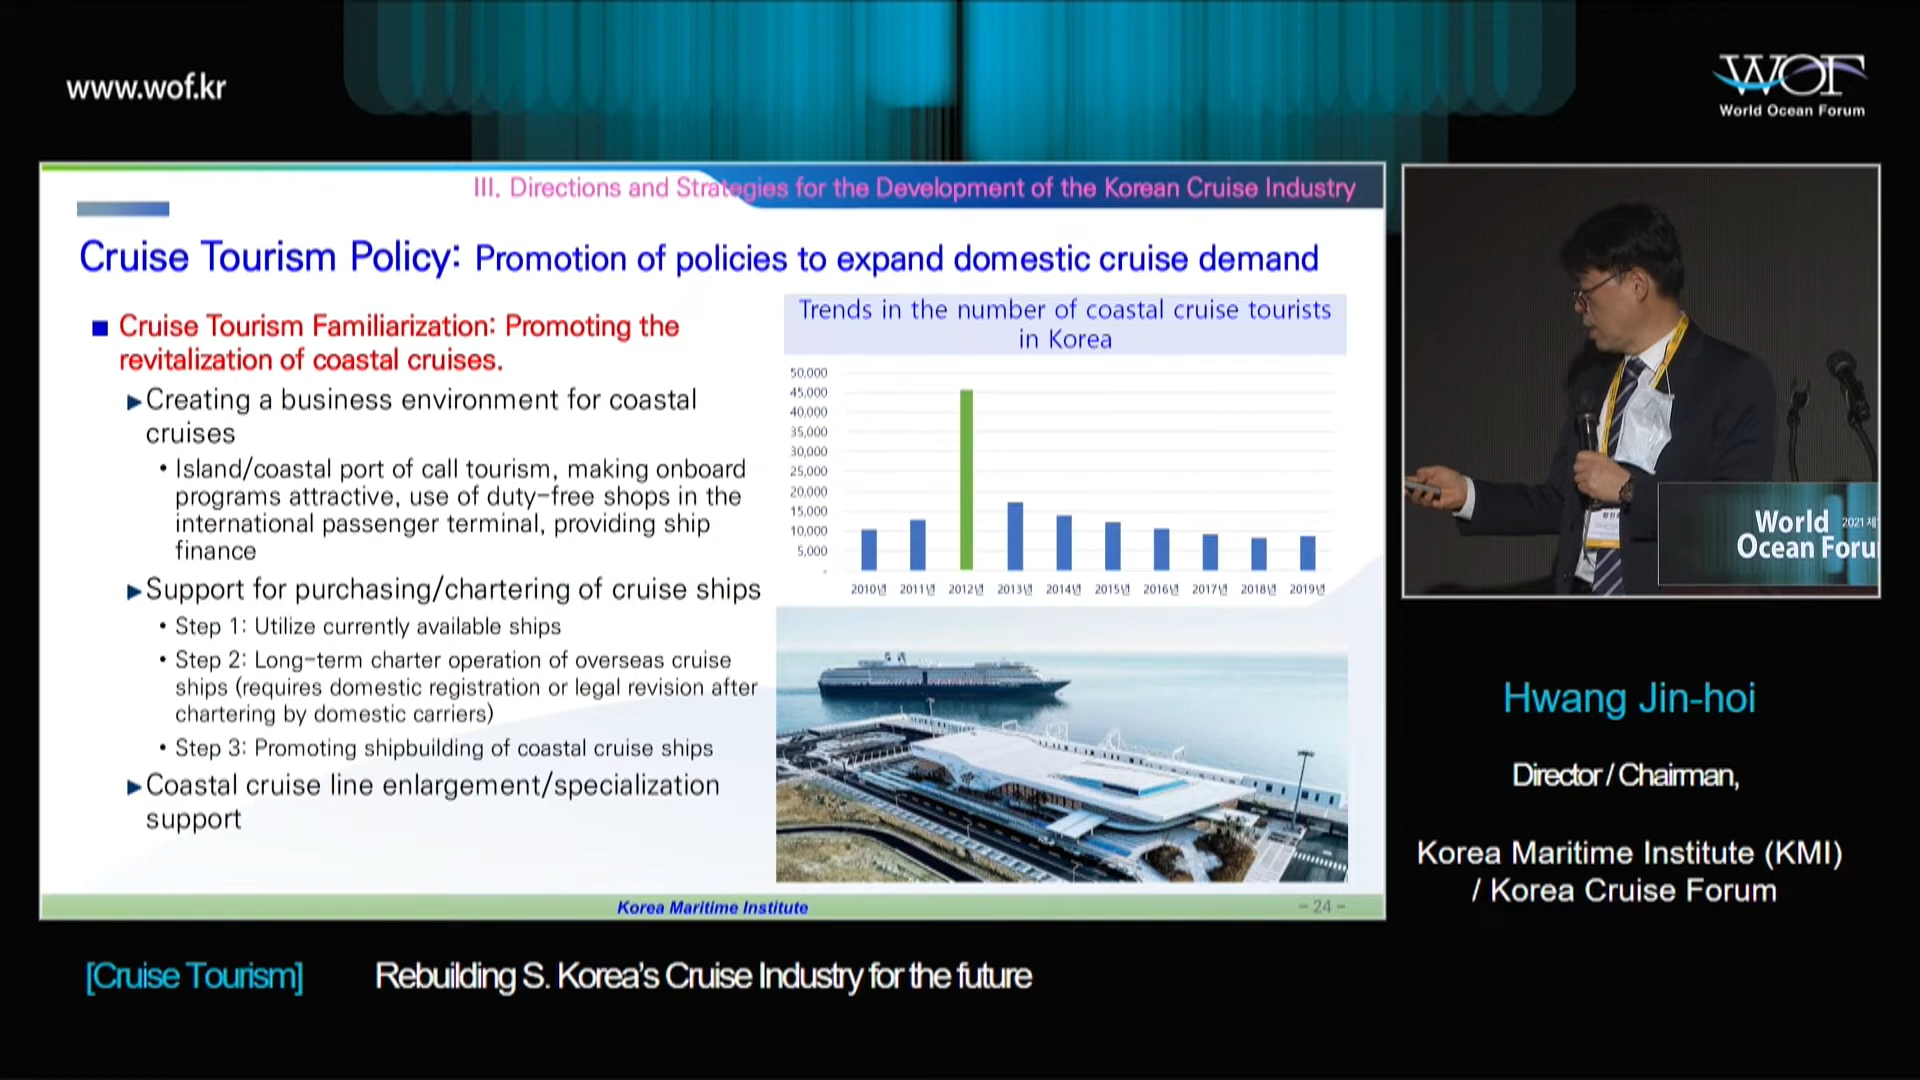 www.wof.kr
WOF
World Ocean Forum
III. Directions and Strategies for the Development of the Korean Cruise Industry
Cruise Tourism Policy: Promotion of policies to expand domestic cruise demand
■ Cruise Tourism Familiarization: Promoting the
revitalization of coastal cruises.
▶Creating a business environment for coastal
cruises
• Island/coastal port of call tourism, making onboard
programs attractive, use of duty-free shops in the
international passenger terminal, providing ship
finance
▶Support for purchasing/chartering of cruise ships
• Step 1: Utilize currently available ships
• Step 2: Long-term charter operation of overseas cruise
ships (requires domestic registration or legal revision after
chartering by domestic carriers)
• Step 3: Promoting shipbuilding of coastal cruise ships
▶Coastal cruise line enlargement/specialization
support
Trends in the number of coastal cruise tourists
in Korea
50,000
45,000
40,000
35,000
30,000
25,000
20,000
15,000
10,000
5,000
-
2010년 2011년 2012년 2013년 2014년 2015년 2016년 2017년 2018년 2019년
Korea Maritime Institute
- 24 -
World 2021 제
Ocean Foru
Hwang Jin-hoi
Director / Chairman,
Korea Maritime Institute (KMI)
/ Korea Cruise Forum
[Cruise Tourism] Rebuilding S. Korea's Cruise Industry for the future